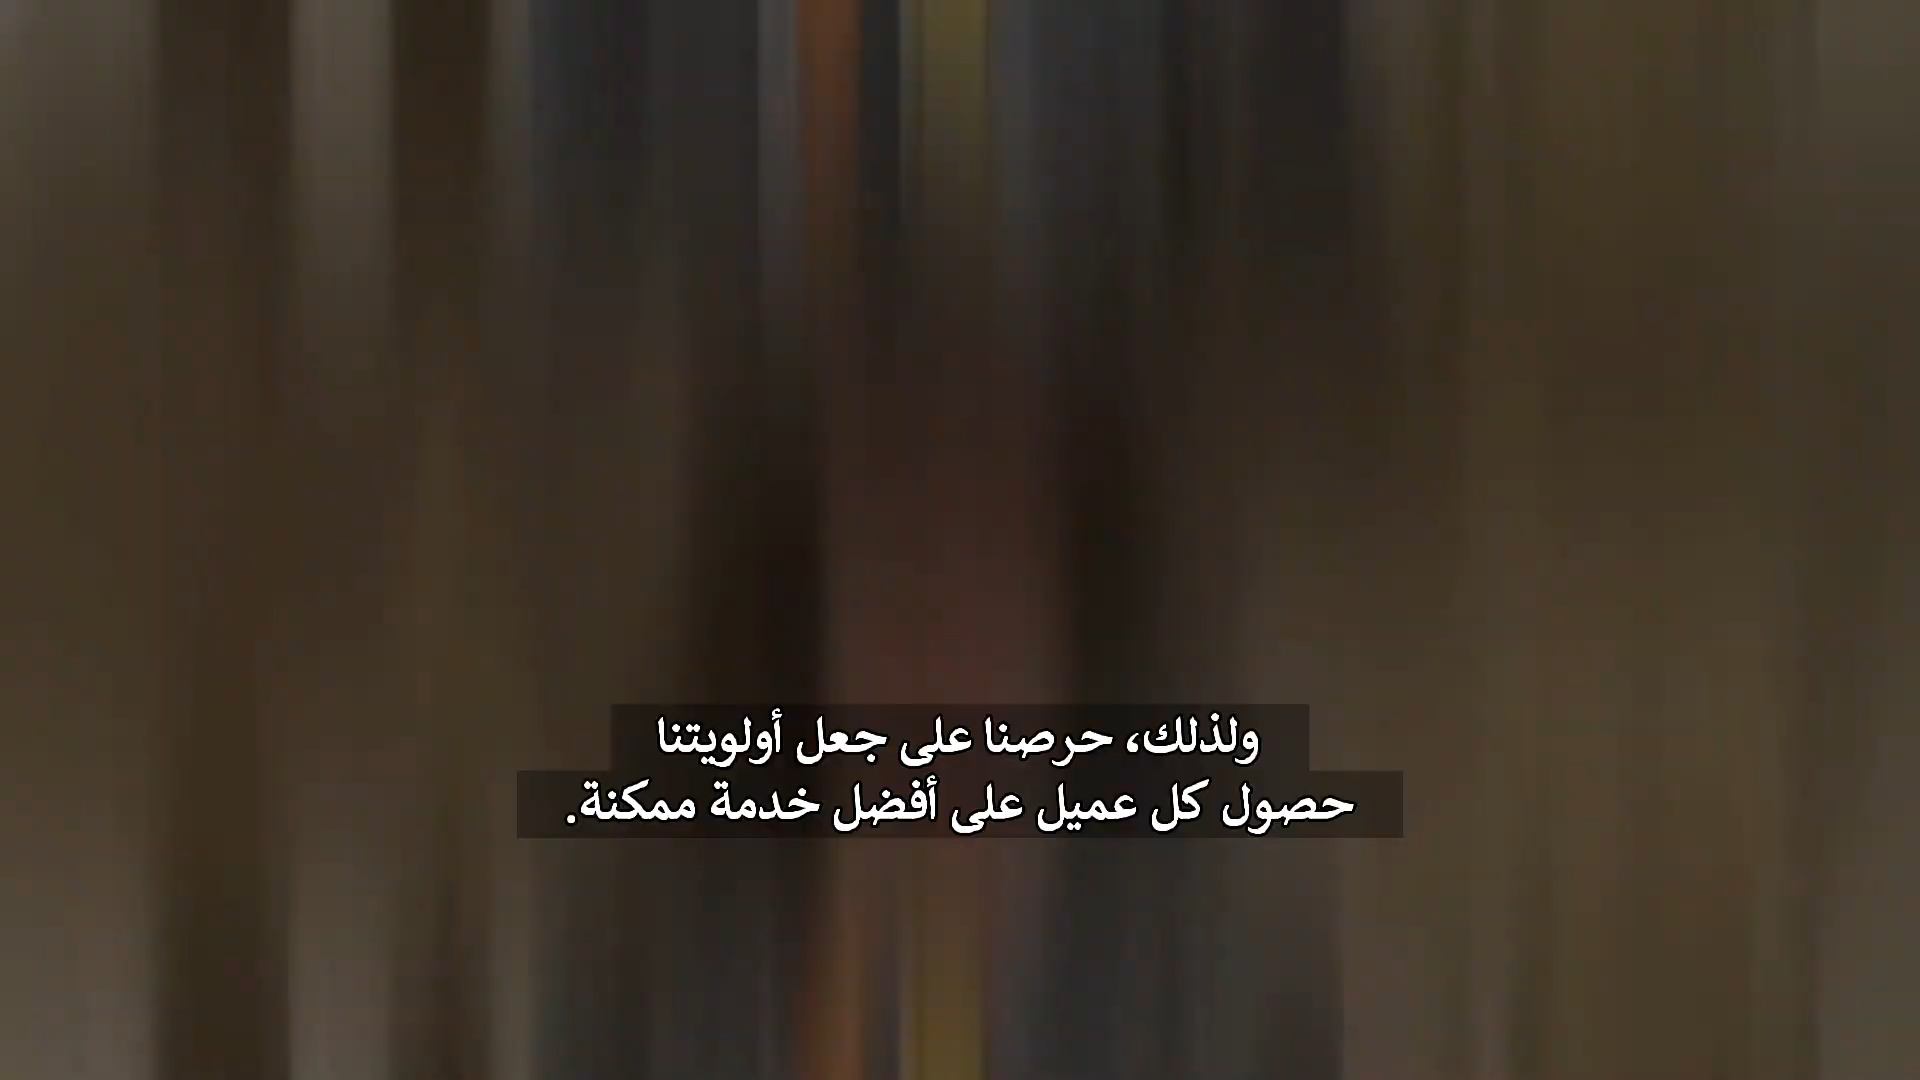 ولذلك، حرصنا على جعل أولويتنا
حصول كل عميل على أفضل خدمة ممكنة.